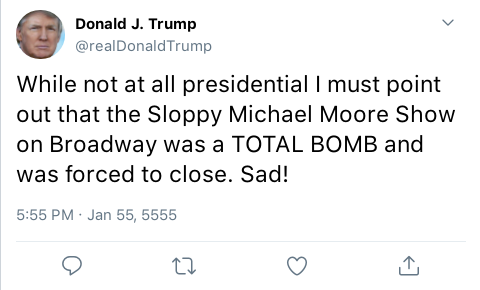 Donald J. Trump
@realDonaldTrump
While not at all presidential I must point
out that the Sloppy Michael Moore Show
on Broadway was a TOTAL BOMB and
was forced to close. Sad!
5:55 PM · Jan 55, 5555